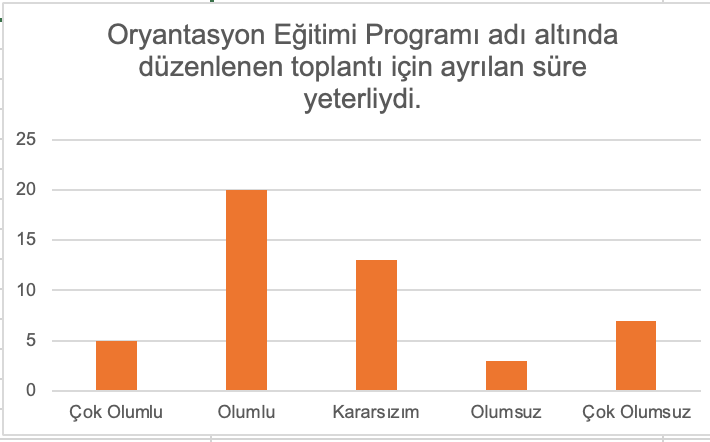 Oryantasyon Eğitimi Programı adı altında
düzenlenen toplantı için ayrılan süre
yeterliydi.
25
20
15
10
5
0
Çok Olumlu Olumlu Kararsızım Olumsuz Çok Olumsuz